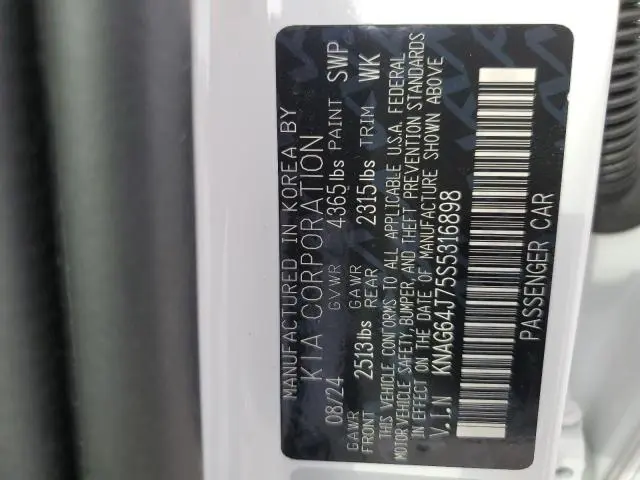 MANUFACTURED IN KOREA BY
KIA CORPORATION
08/24 GVWR 4365lbs PAINT SWP
GAWR FRONT 2513lbs GAWR REAR 2315lbs TRIM WK
THIS VEHICLE CONFORMS TO ALL APPLICABLE U.S.A. FEDERAL
MOTOR VEHICLE SAFETY, BUMPER, AND THEFT PREVENTION STANDARDS
IN EFFECT ON THE DATE OF MANUFACTURE SHOWN ABOVE
V.I.N KNAG64J75S5316898
PASSENGER CAR